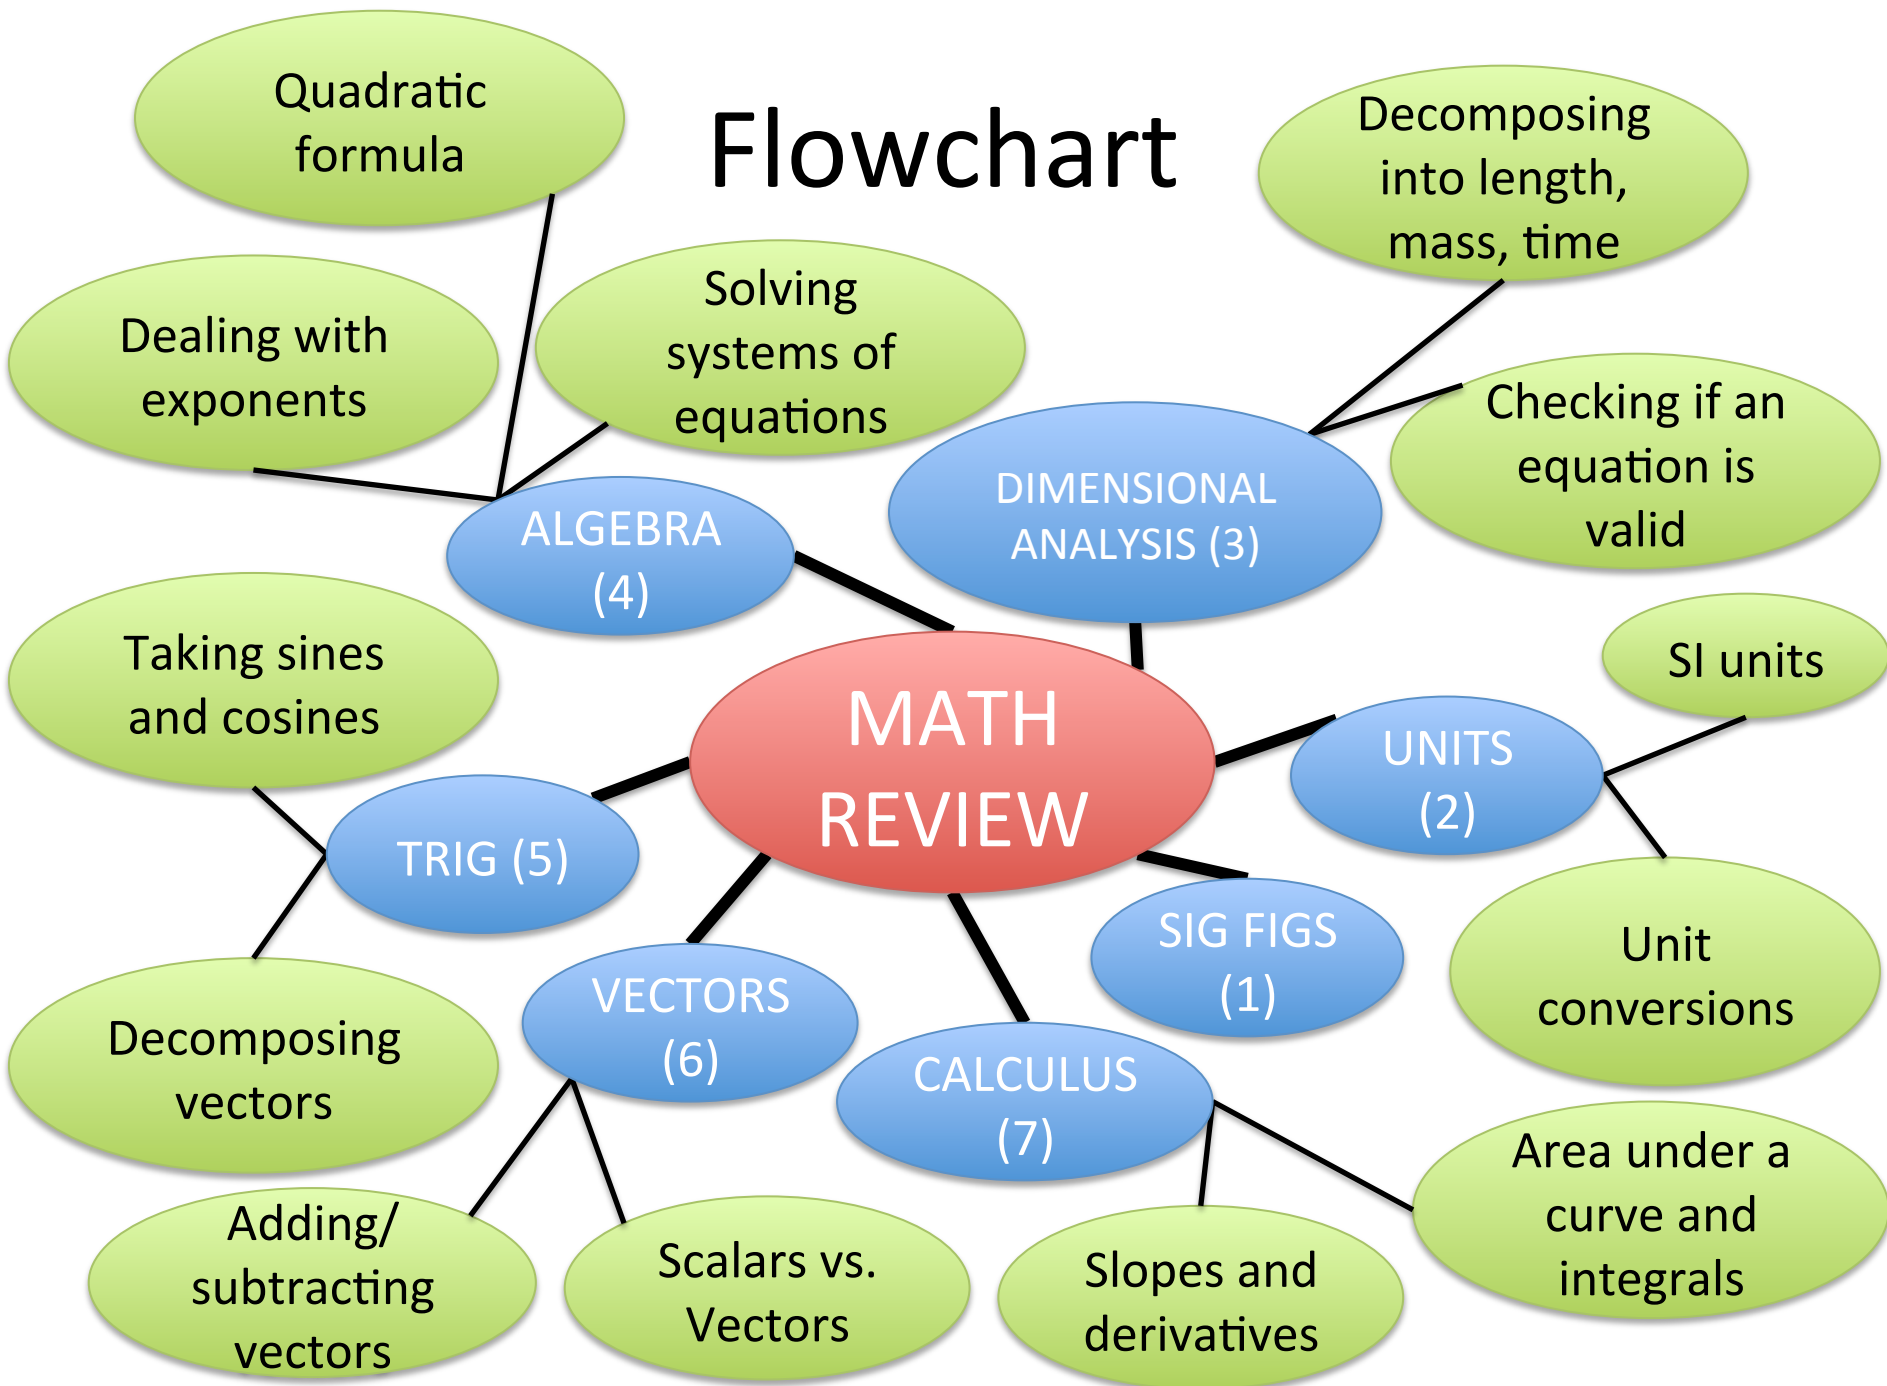 Flowchart
Quadratic
formula
Decomposing
into length,
mass, time
Dealing with
exponents
Solving
systems of
equations
Checking if an
equation is
valid
ALGEBRA
(4)
DIMENSIONAL
ANALYSIS (3)
Taking sines
and cosines
SI units
MATH
REVIEW
UNITS
(2)
TRIG (5)
SIG FIGS
(1)
Unit
conversions
VECTORS
(6)
Decomposing
vectors
CALCULUS
(7)
Adding/
subtracting
vectors
Scalars vs.
Vectors
Slopes and
derivatives
Area under a
curve and
integrals